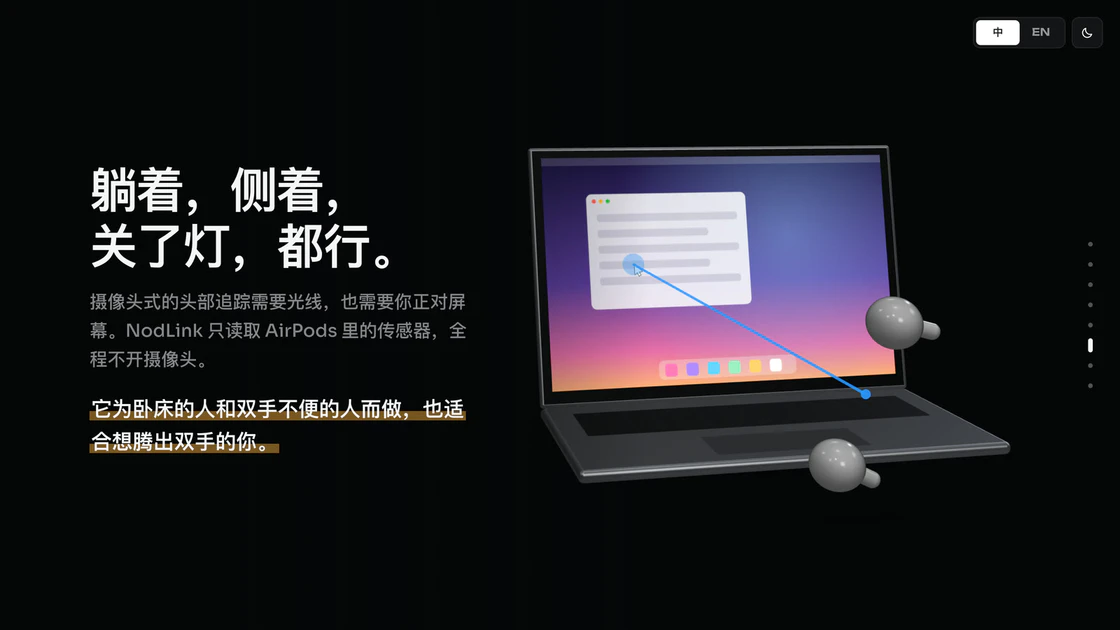 中 EN
躺着，侧着，
关了灯，都行。
摄像头式的头部追踪需要光线，也需要你正对屏
幕。NodLink 只读取 AirPods 里的传感器，全
程不开摄像头。
它为卧床的人和双手不便的人而做，也适
合想腾出双手的你。